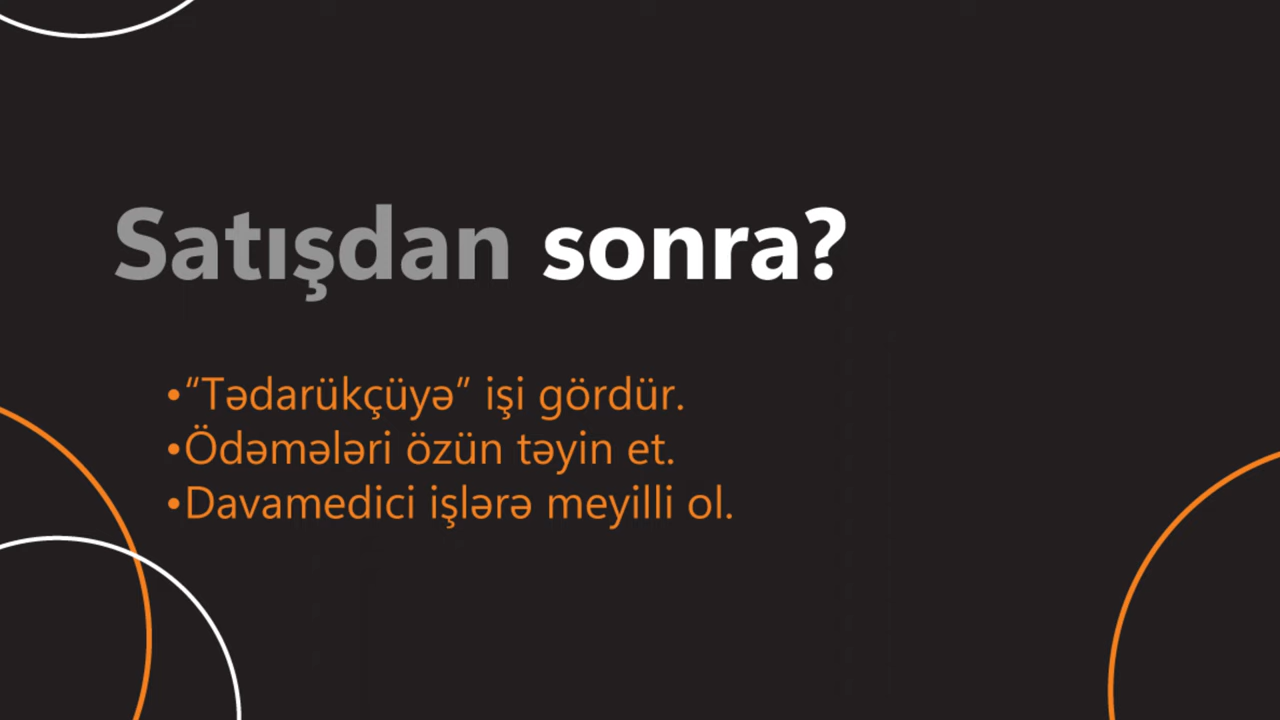 Satışdan sonra?
•“Tədarükçüyə” işi gördür.
•Ödəmələri özün təyin et.
•Davamedici işlərə meyilli ol.